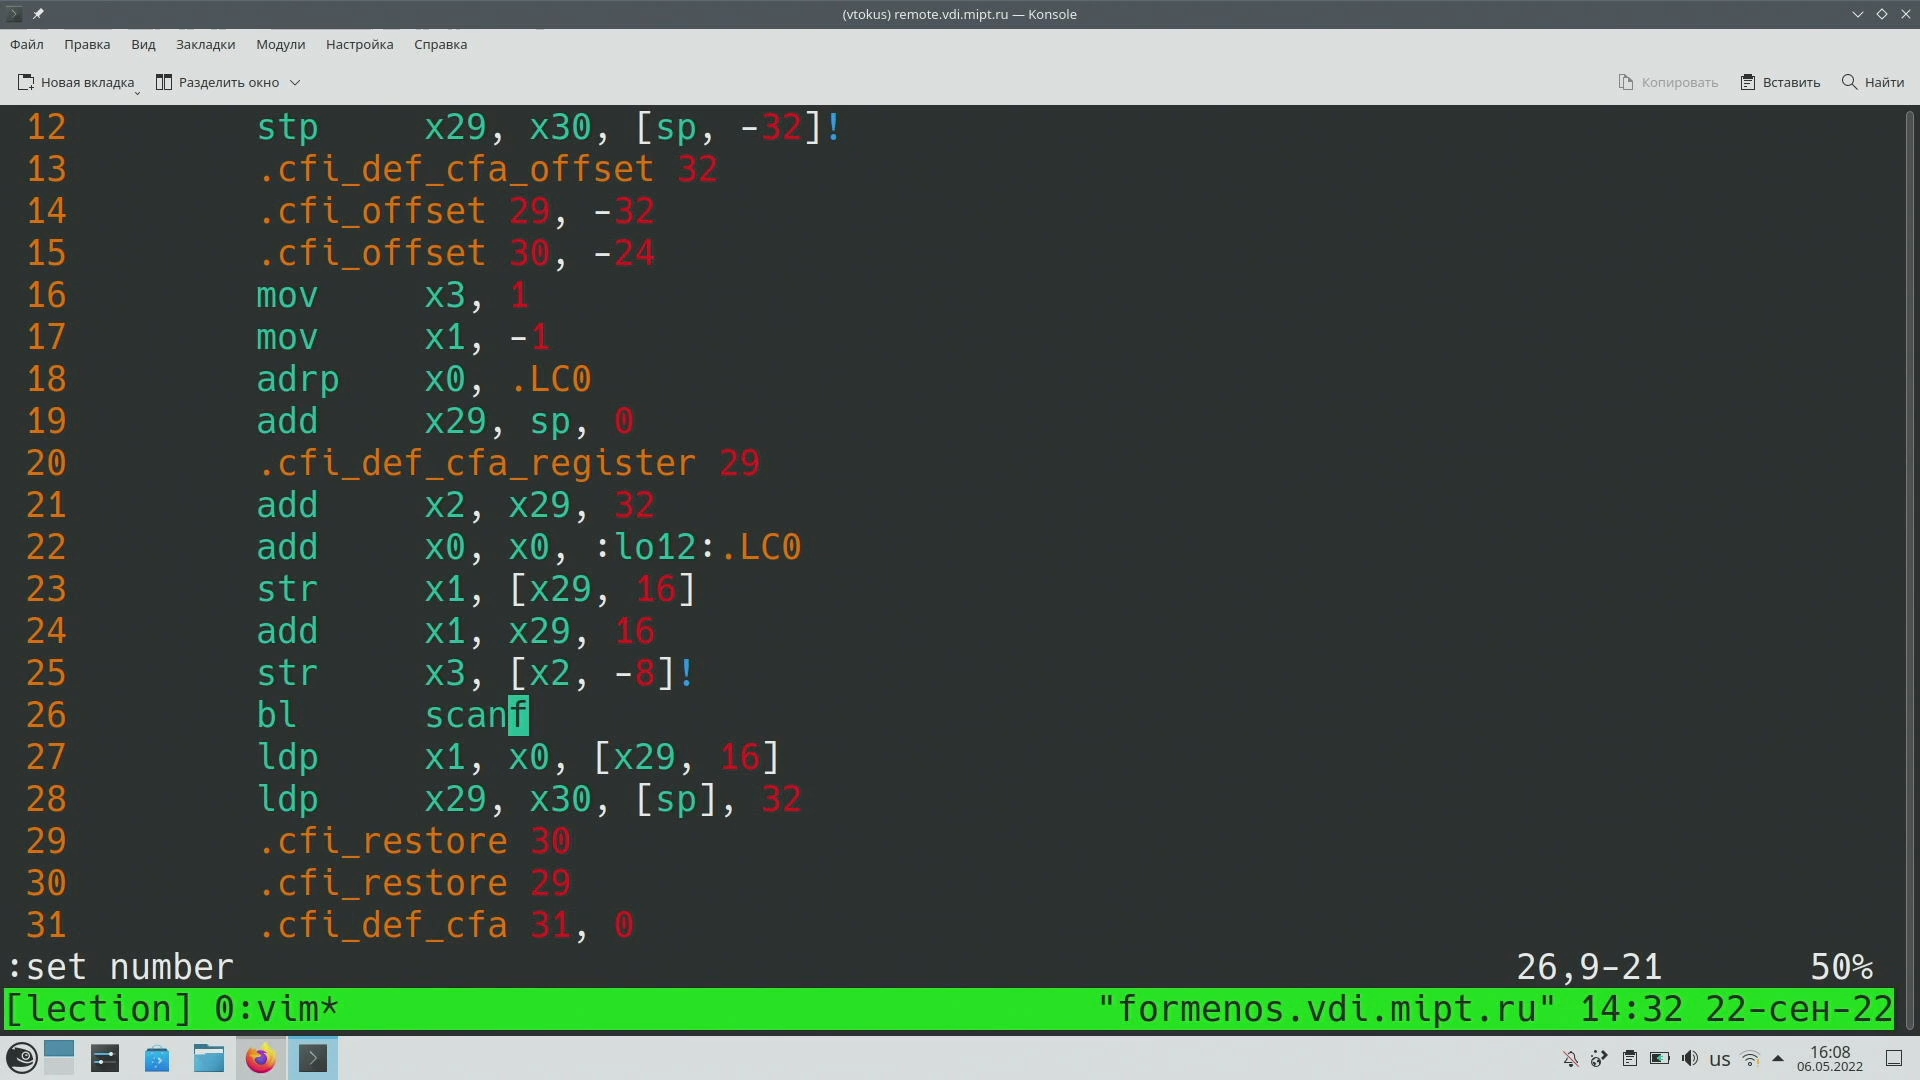 (vtokus) remote.vdi.mipt.ru — Konsole
Файл Правка Вид Закладки Модули Настройка Справка
Новая вкладка Разделить окно Копировать Вставить Найти
12 stp x29, x30, [sp, -32]!
13 .cfi_def_cfa_offset 32
14 .cfi_offset 29, -32
15 .cfi_offset 30, -24
16 mov x3, 1
17 mov x1, -1
18 adrp x0, .LC0
19 add x29, sp, 0
20 .cfi_def_cfa_register 29
21 add x2, x29, 32
22 add x0, x0, :lo12:.LC0
23 str x1, [x29, 16]
24 add x1, x29, 16
25 str x3, [x2, -8]!
26 bl scanf
27 ldp x1, x0, [x29, 16]
28 ldp x29, x30, [sp], 32
29 .cfi_restore 30
30 .cfi_restore 29
31 .cfi_def_cfa 31, 0
:set number 26,9-21 50%
[lection] 0:vim* "formenos.vdi.mipt.ru" 14:32 22-сен-22
us 16:08
06.05.2022